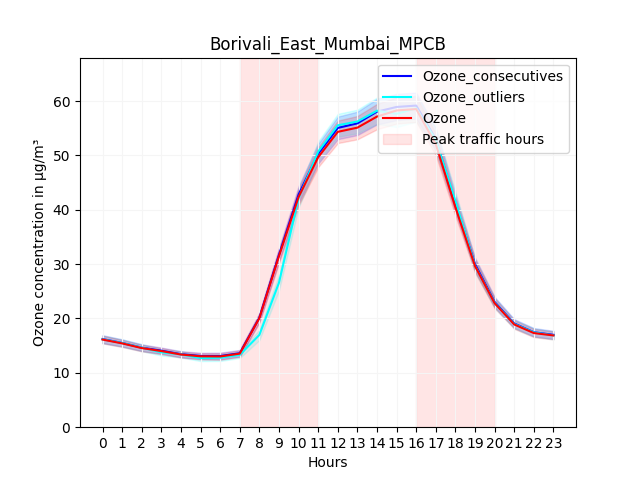 Borivali_East_Mumbai_MPCB
Ozone_consecutives
Ozone_outliers
Ozone
Peak traffic hours
Ozone concentration in µg/m³
60
50
40
30
20
10
0
0 1 2 3 4 5 6 7 8 9 10 11 12 13 14 15 16 17 18 19 20 21 22 23
Hours